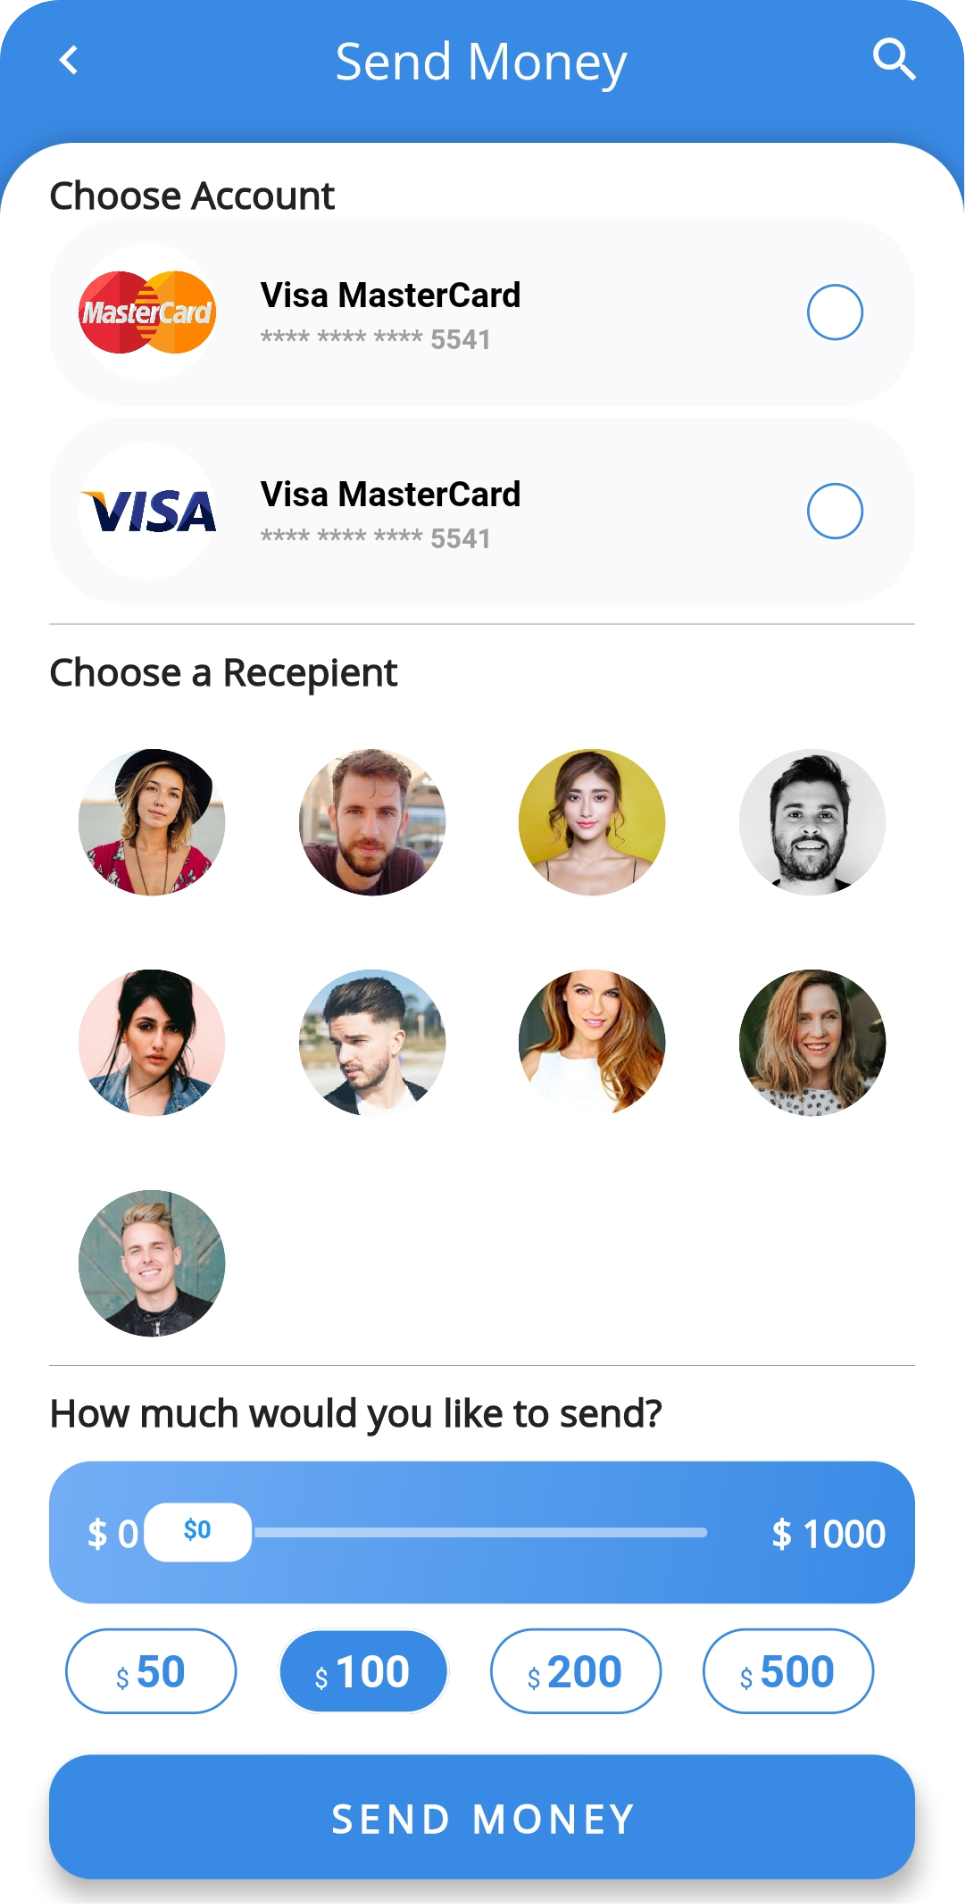 Send Money
Choose Account
MasterCard
Visa MasterCard
**** **** **** 5541
VISA
Visa MasterCard
**** **** **** 5541
Choose a Recepient
How much would you like to send?
$ 0 $0 $ 1000
$ 50 $ 100 $ 200 $ 500
SEND MONEY